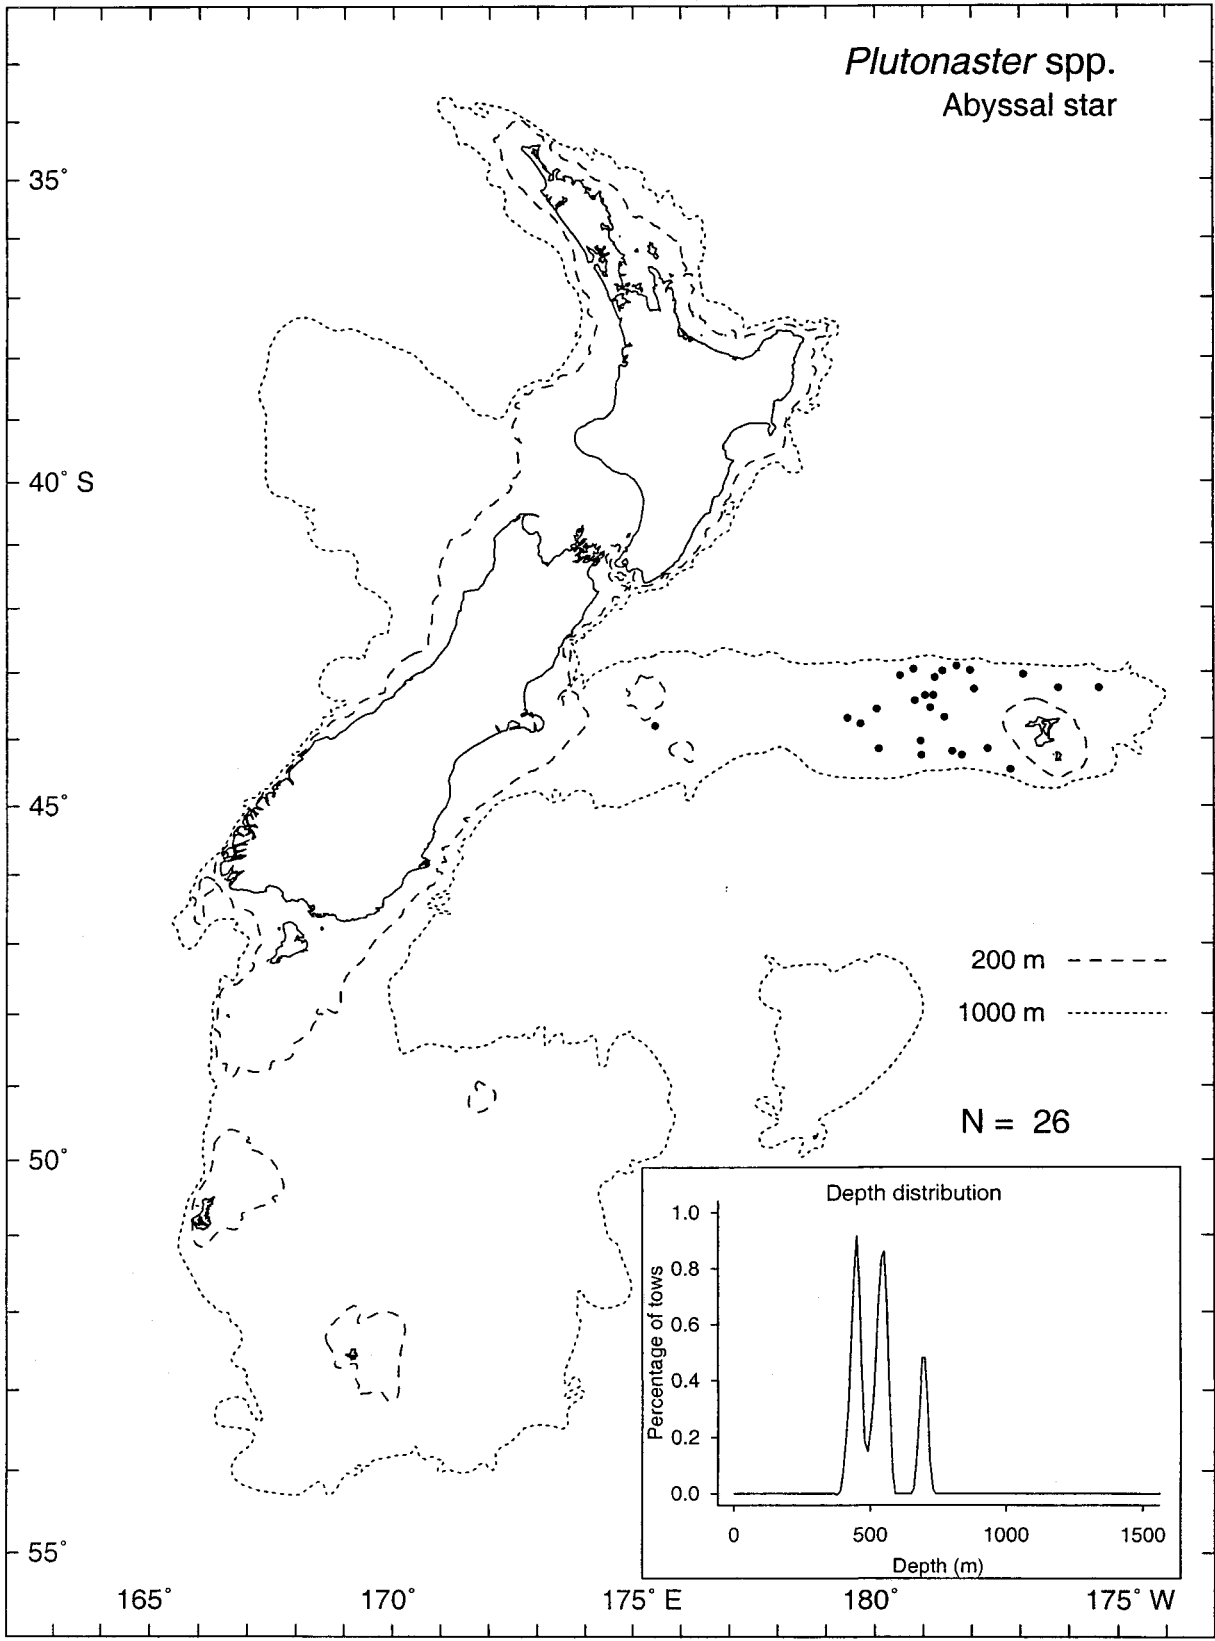 Plutonaster spp.
Abyssal star
35°
40° S
45°
50°
55°
200 m
1000 m
N = 26
Depth distribution
Percentage of tows
1.0
0.8
0.6
0.4
0.2
0.0
0
500
1000
1500
Depth (m)
165°
170°
175° E
180°
175° W